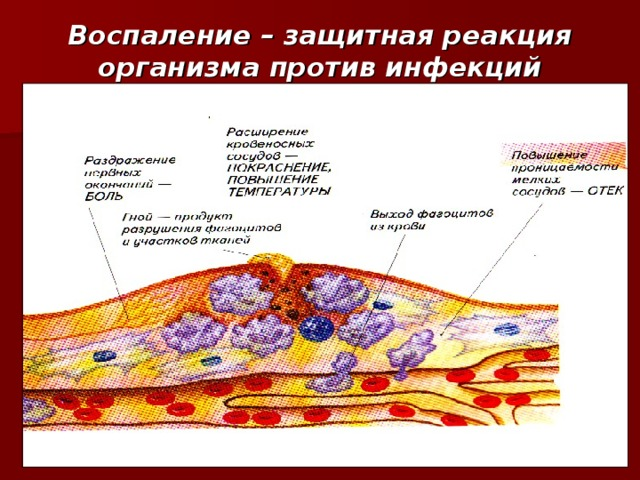 Воспаление – защитная реакция
организма против инфекций
Раздражение
нервных
окончаний —
БОЛЬ
Расширение
кровеносных
сосудов —
ПОКРАСНЕНИЕ,
ПОВЫШЕНИЕ
ТЕМПЕРАТУРЫ
Повышение
проницаемости
мелких
сосудов — ОТЕК
Гной — продукт
разрушения фагоцитов
и участков тканей
Выход фагоцитов
из крови